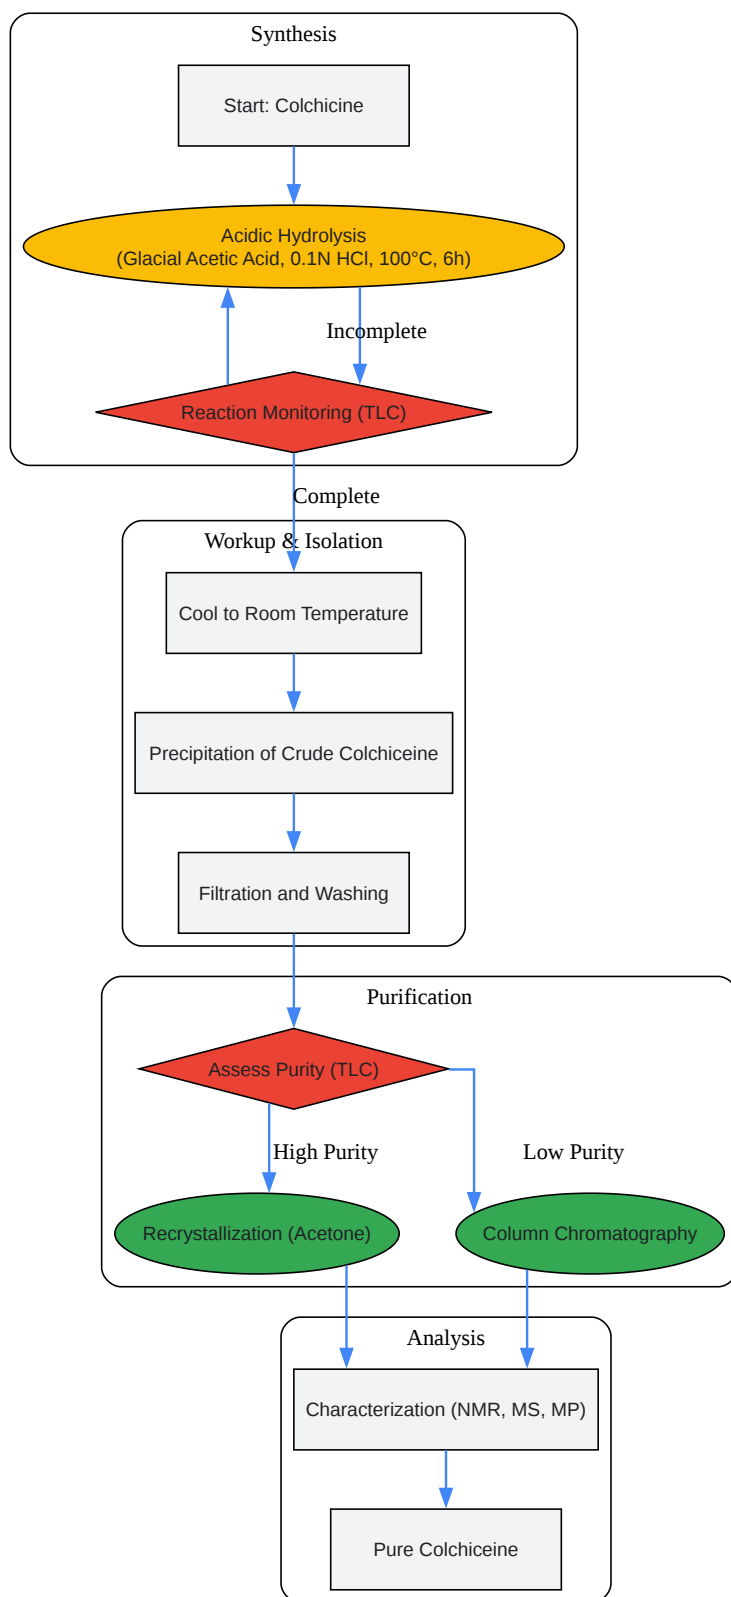 Synthesis
Start: Colchicine
Acidic Hydrolysis
(Glacial Acetic Acid, 0.1N HCl, 100°C, 6h)
Incomplete
Reaction Monitoring (TLC)
Complete
Workup & Isolation
Cool to Room Temperature
Precipitation of Crude Colchiceine
Filtration and Washing
Purification
Assess Purity (TLC)
High Purity
Low Purity
Recrystallization (Acetone)
Column Chromatography
Analysis
Characterization (NMR, MS, MP)
Pure Colchiceine